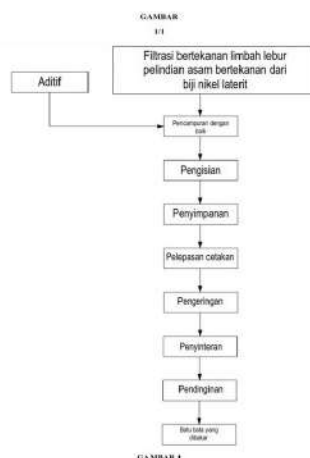 GAMBAR
1/1
Filtrasi bertekanan limbah lebur
pelindian asam bertekanan dari
biji nikel laterit
Aditif
Pencampuran dengan
baik
Pengisian
Penyimpanan
Pelepasan cetakan
Pengeringan
Penyinteran
Pendinginan
Batu bata yang
dibakar
GAMBAR 1